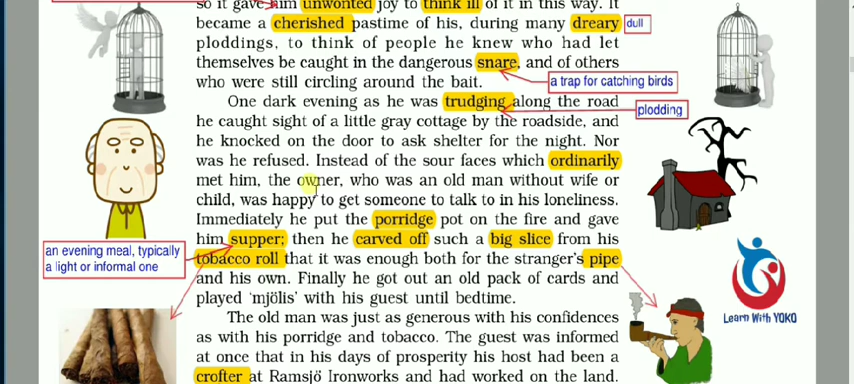 so it gave him unwonted joy to think ill of it in this way. It
became a cherished pastime of his, during many dreary
dull
ploddings, to think of people he knew who had let
themselves be caught in the dangerous snare, and of others
who were still circling around the bait.
a trap for catching birds
One dark evening as he was trudging along the road
plodding
he caught sight of a little gray cottage by the roadside, and
he knocked on the door to ask shelter for the night. Nor
was he refused. Instead of the sour faces which ordinarily
met him, the owner, who was an old man without wife or
child, was happy to get someone to talk to in his loneliness.
Immediately he put the porridge pot on the fire and gave
him supper; then he carved off such a big slice from his
an evening meal, typically
a light or informal one
tobacco roll that it was enough both for the stranger's pipe
and his own. Finally he got out an old pack of cards and
played 'mjölis' with his guest until bedtime.
The old man was just as generous with his confidences
as with his porridge and tobacco. The guest was informed
at once that in his days of prosperity his host had been a
crofter at Ramsjö Ironworks and had worked on the land.
Learn With YOKO